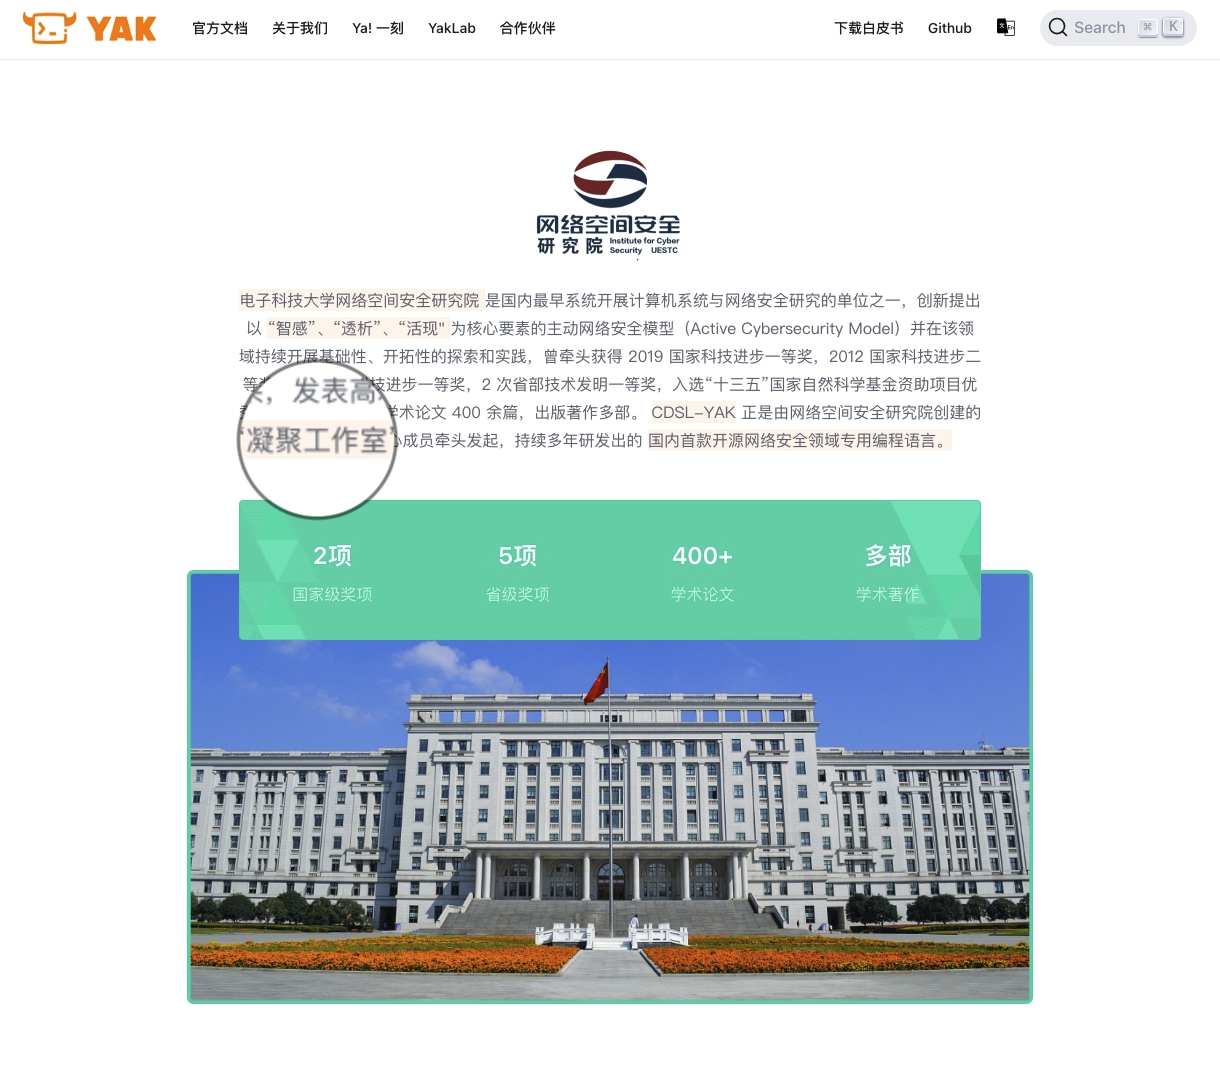 YAK
官方文档 关于我们 Ya! 一刻 YakLab 合作伙伴 下载白皮书 Github Search ⌘ K
网络空间安全
研究院 Institute for Cyber
Security UESTC
电子科技大学网络空间安全研究院 是国内最早系统开展计算机系统与网络安全研究的单位之一，创新提出
以 “智感”、“透析”、“活现" 为核心要素的主动网络安全模型（Active Cybersecurity Model）并在该领
域持续开展基础性、开拓性的探索和实践，曾牵头获得 2019 国家科技进步一等奖，2012 国家科技进步二
技进步一等奖，2 次省部技术发明一等奖，入选“十三五”国家自然科学基金资助项目优
，发表高
学术论文 400 余篇，出版著作多部。 CDSL-YAK 正是由网络空间安全研究院创建的
“凝聚工作室”
心成员牵头发起，持续多年研发出的 国内首款开源网络安全领域专用编程语言。
2项 5项 400+ 多部
国家级奖项 省级奖项 学术论文 学术著作